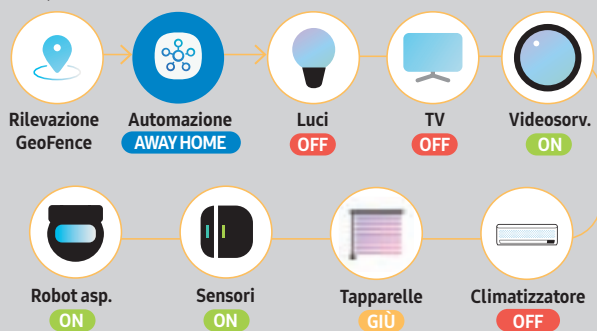 Rilevazione
GeoFence
Automazione
AWAY HOME
Luci
OFF
TV
OFF
Videosorv.
ON
Robot asp.
ON
Sensori
ON
Tapparelle
GIÙ
Climatizzatore
OFF